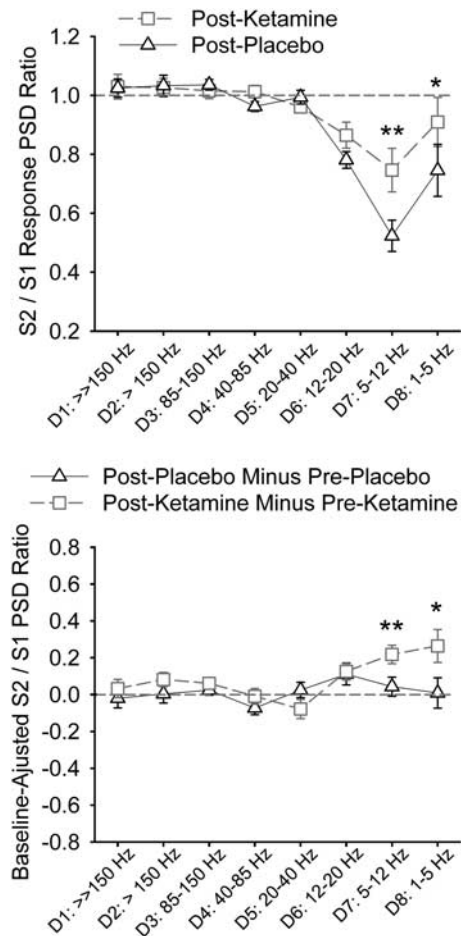 Post-Ketamine
Post-Placebo
S2 / S1 Response PSD Ratio
1.2
1.0
0.8
0.6
0.4
0.2
*
**
D1: >>150 Hz
D2: > 150 Hz
D3: 85-150 Hz
D4: 40-85 Hz
D5: 20-40 Hz
D6: 12-20 Hz
D7: 5-12 Hz
D8: 1-5 Hz
Post-Placebo Minus Pre-Placebo
Post-Ketamine Minus Pre-Ketamine
Baseline-Ajusted S2 / S1 PSD Ratio
0.8
0.6
0.4
0.2
0.0
-0.2
-0.4
-0.6
-0.8
**
*
D1: >>150 Hz
D2: > 150 Hz
D3: 85-150 Hz
D4: 40-85 Hz
D5: 20-40 Hz
D6: 12-20 Hz
D7: 5-12 Hz
D8: 1-5 Hz